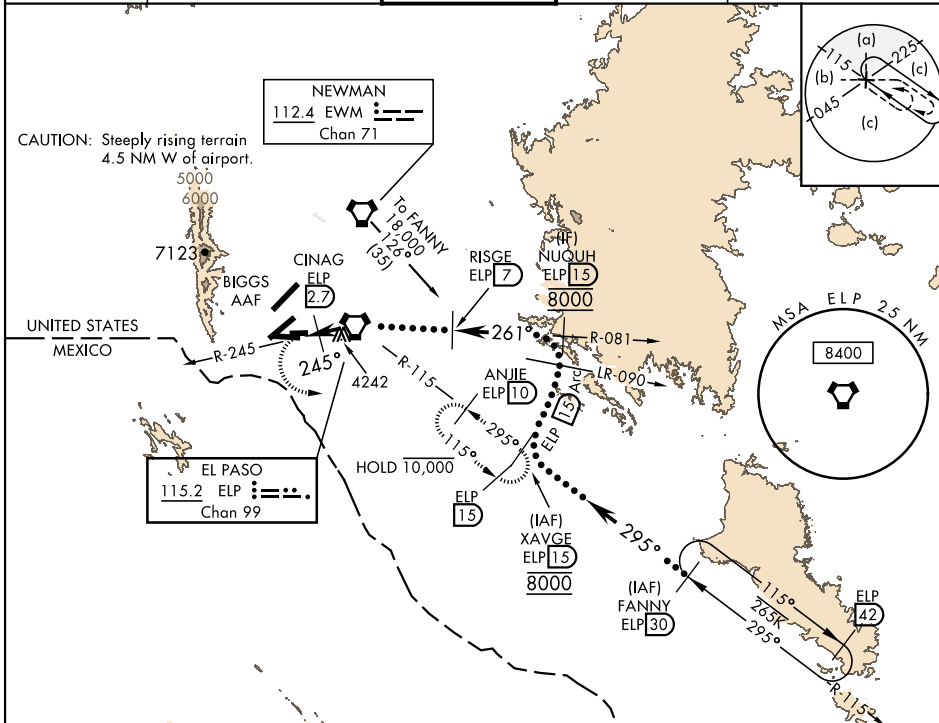 NEWMAN
112.4 EWM
Chan 71
CAUTION: Steeply rising terrain
4.5 NM W of airport.
5000
6000
7123
BIGGS
AAF
CINAG
ELP
2.7
To FANNY
18,000
126°
(35)
RISGE
ELP 7
(IF)
NUQUH
ELP 15
8000
(a)
115
225
(b)
(c)
045
(c)
UNITED STATES
MEXICO
R-245
245°
4242
261°
R-081
LR-090
R-115
ANJIE
ELP 10
ELP 15 Arc
295°
115°
HOLD 10,000
ELP
15
(IAF)
XAVGE
ELP 15
8000
EL PASO
115.2 ELP
Chan 99
MSA ELP 25 NM
8400
295°
(IAF)
FANNY
ELP 30
115°
265K
295°
ELP
42
R-115